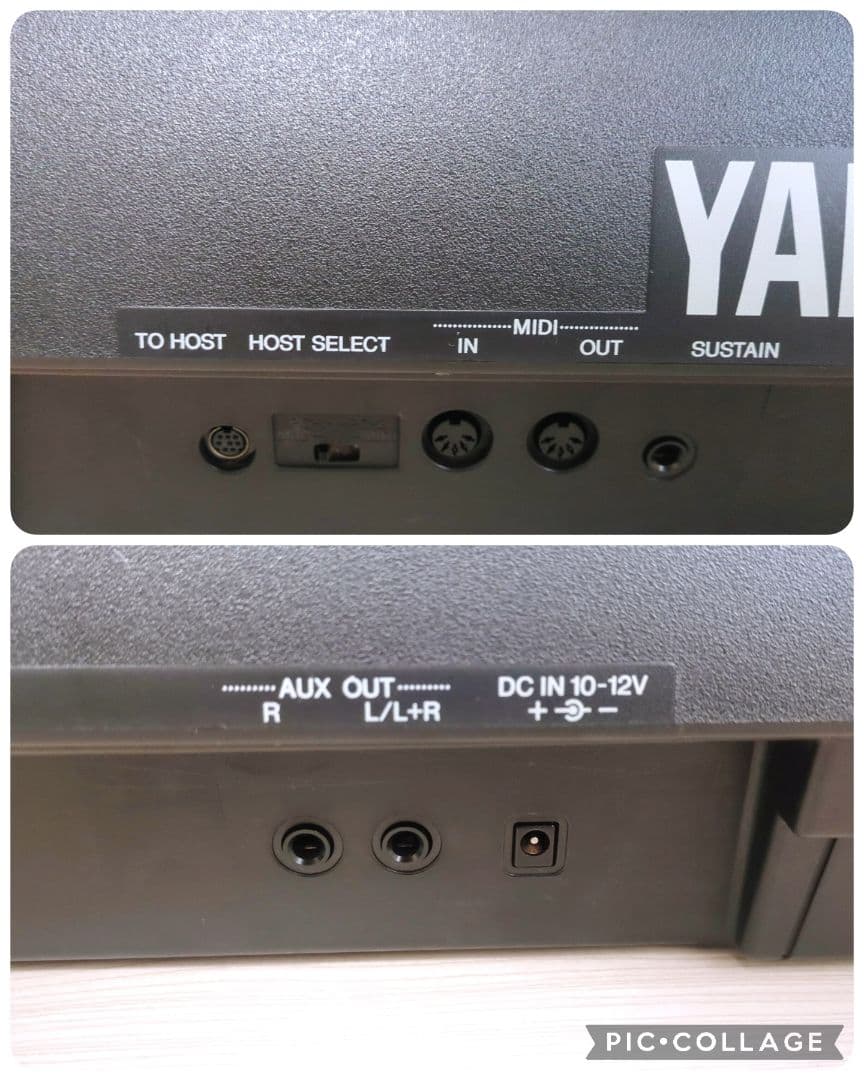 YA
MIDI
TO HOST HOST SELECT IN OUT SUSTAIN
AUX OUT DC IN 10-12V
R L/L+R + -
PIC•COLLAGE